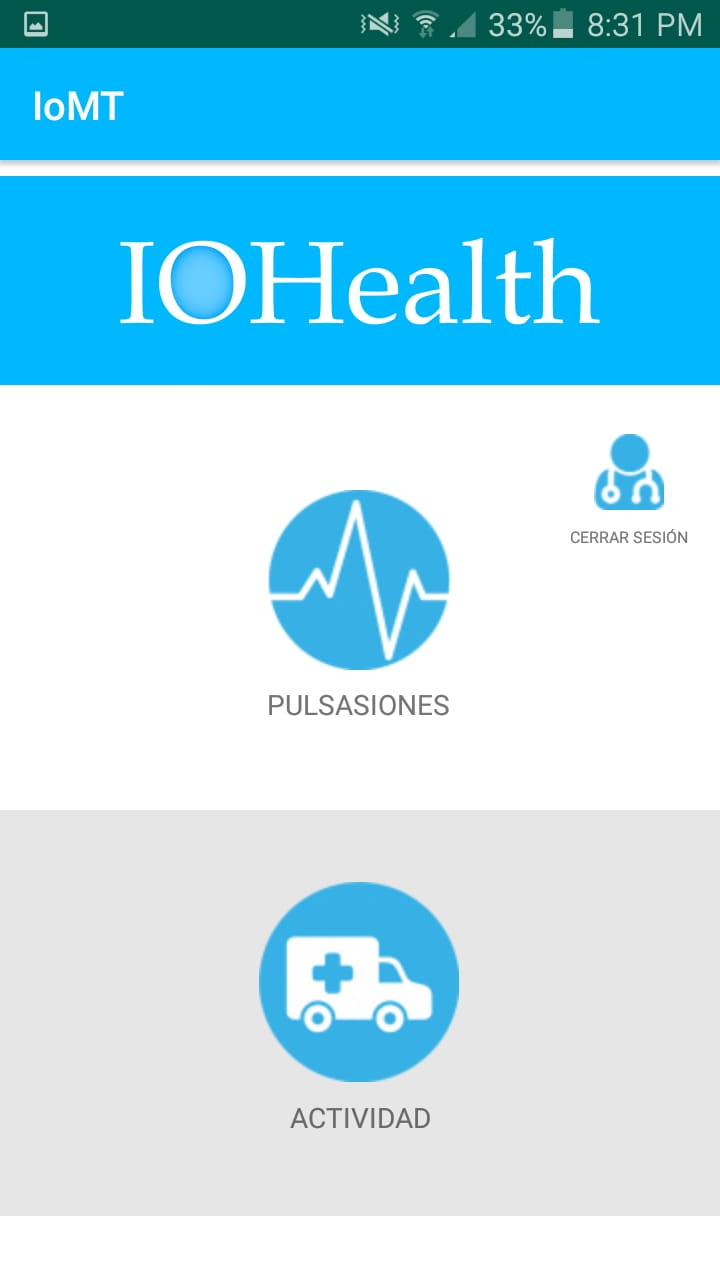 33% 8:31 PM
IoMT
IOHealth
CERRAR SESIÓN
PULSASIONES
ACTIVIDAD